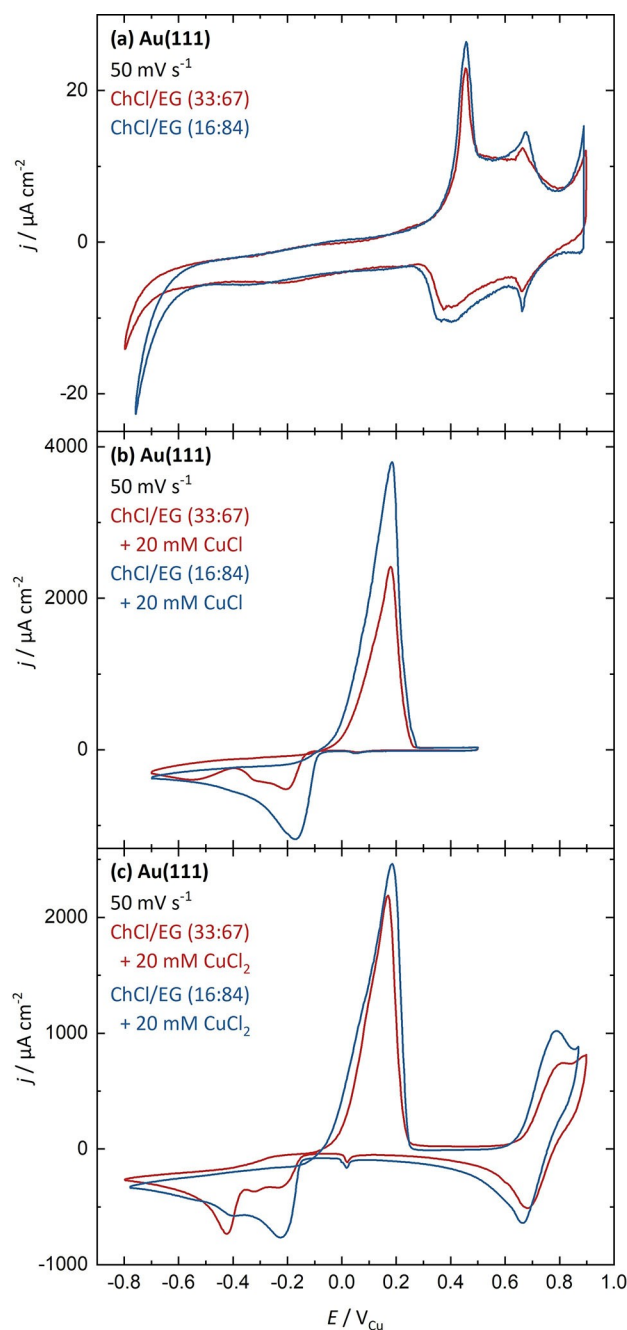 (a) Au(111)
50 mV s⁻¹
ChCl/EG (33:67)
ChCl/EG (16:84)
20
0
-20
j / µA cm⁻²
(b) Au(111)
50 mV s⁻¹
ChCl/EG (33:67)
+ 20 mM CuCl
ChCl/EG (16:84)
+ 20 mM CuCl
4000
2000
0
j / µA cm⁻²
(c) Au(111)
50 mV s⁻¹
ChCl/EG (33:67)
+ 20 mM CuCl₂
ChCl/EG (16:84)
+ 20 mM CuCl₂
2000
1000
0
-1000
j / µA cm⁻²
-0.8 -0.6 -0.4 -0.2 0.0 0.2 0.4 0.6 0.8 1.0
E / V_Cu